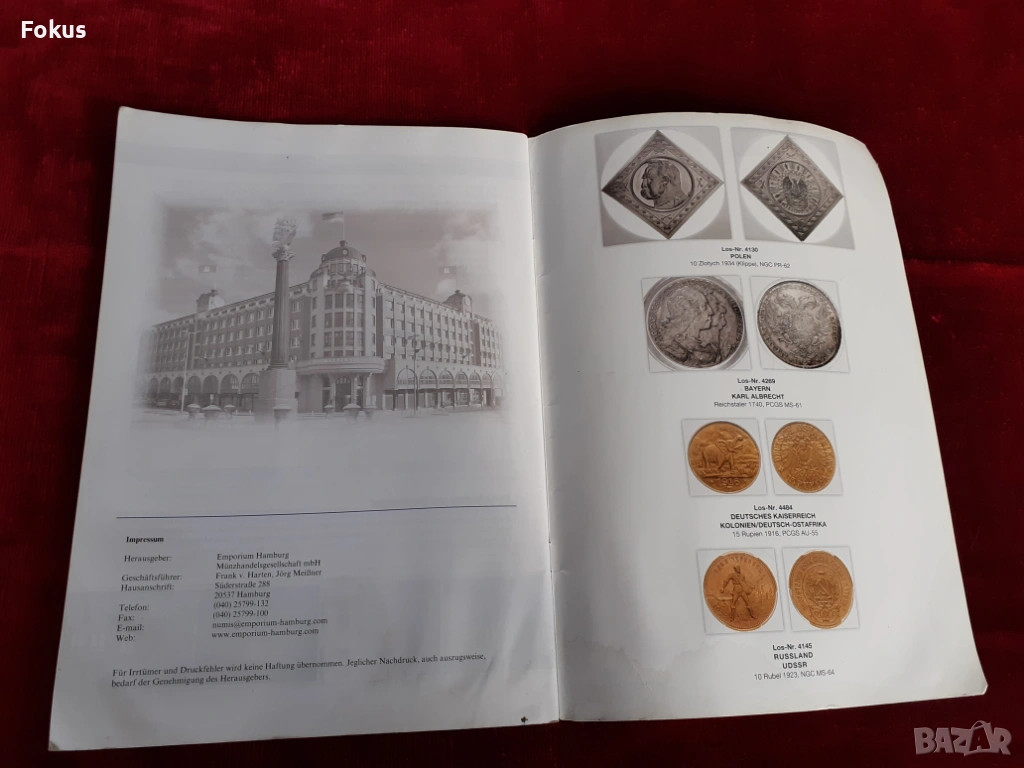 Fokus
Impressum
Herausgeber: Emporium Hamburg
Münzhandelsgesellschaft mbH
Geschäftsführer: Frank v. Harten, Jörg Meißner
Hausanschrift: Süderstraße 288
20537 Hamburg
Telefon: (040) 25799-132
Fax: (040) 25799-100
E-mail: numis@emporium-hamburg.com
Web: www.emporium-hamburg.com
Für Irrtümer und Druckfehler wird keine Haftung übernommen. Jeglicher Nachdruck, auch auszugsweise,
bedarf der Genehmigung des Herausgebers.
Los-Nr. 4130
POLEN
10 Zlotych 1934 (Klippe), NGC PR-62
Los-Nr. 4269
BAYERN
KARL ALBRECHT
Reichstaler 1740, PCGS MS-61
Los-Nr. 4484
DEUTSCHES KAISERREICH
KOLONIEN/DEUTSCH-OSTAFRIKA
15 Rupien 1916, PCGS AU-55
Los-Nr. 4145
RUSSLAND
UDSSR
10 Rubel 1923, NGC MS-64
BAZAR